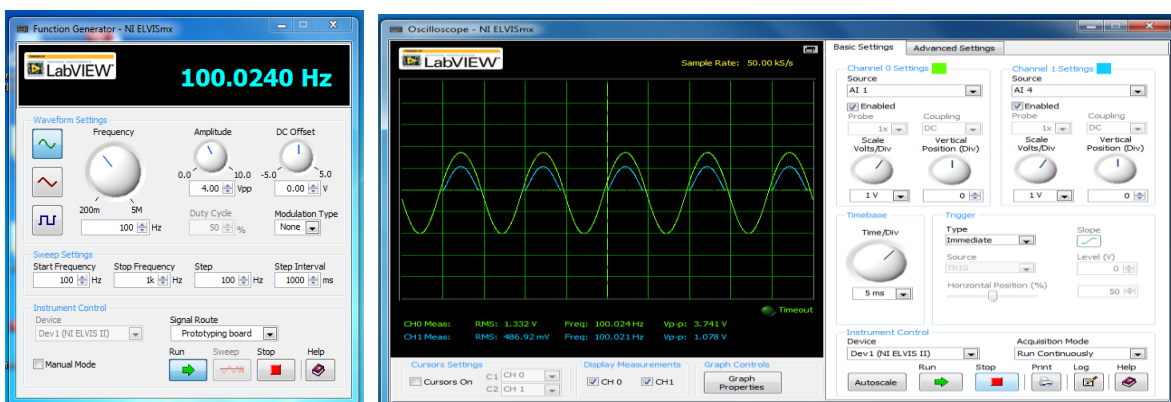 Function Generator - NI ELVISmx
LabVIEW
100.0240 Hz
Waveform Settings
Frequency
Amplitude
DC Offset
0.0
10.0
-5.0
5.0
4.00 Vpp
0.00 V
200m
5M
Duty Cycle
Modulation Type
100 Hz
50 %
None
Sweep Settings
Start Frequency
Stop Frequency
Step
Step Interval
100 Hz
1k Hz
100 Hz
1000 ms
Instrument Control
Device
Signal Route
Dev1 (NI ELVIS II)
Prototyping board
Manual Mode
Run
Sweep
Stop
Help
Oscilloscope - NI ELVISmx
LabVIEW
Sample Rate: 50.00 kS/s
Timeout
CH0 Meas: RMS: 1.332 V Freq: 100.024 Hz Vp-p: 3.741 V
CH1 Meas: RMS: 486.92 mV Freq: 100.021 Hz Vp-p: 1.078 V
Cursors Settings
Cursors On
C1 CH 0
C2 CH 1
Display Measurements
CH 0
CH1
Graph Controls
Graph
Properties
Basic Settings
Advanced Settings
Channel 0 Settings
Source
AI 1
Enabled
Probe
Coupling
1x
DC
Scale
Volts/Div
Vertical
Position (Div)
1 V
0
Channel 1 Settings
Source
AI 4
Enabled
Probe
Coupling
1x
DC
Scale
Volts/Div
Vertical
Position (Div)
1 V
0
Timebase
Time/Div
5 ms
Trigger
Type
Immediate
Slope
Source
TRIG
Level (V)
0
Horizontal Position (%)
50
Instrument Control
Device
Dev1 (NI ELVIS II)
Acquisition Mode
Run Continuously
Autoscale
Run
Stop
Print
Log
Help